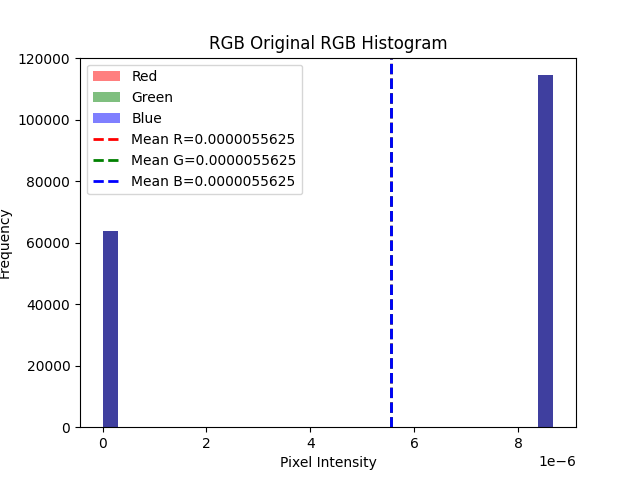 RGB Original RGB Histogram
120000
100000
80000
60000
40000
20000
0
Frequency
Red
Green
Blue
Mean R=0.0000055625
Mean G=0.0000055625
Mean B=0.0000055625
0 2 4 6 8
1e−6
Pixel Intensity